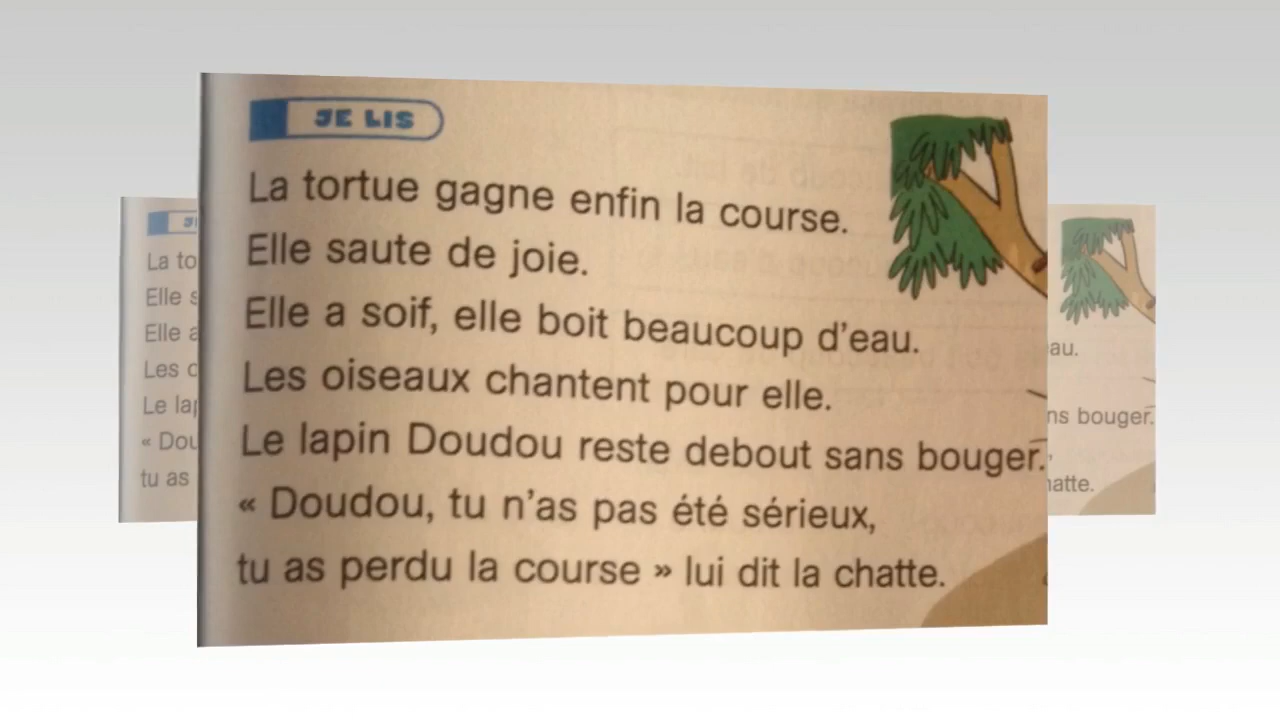 JE LIS
La tortue gagne enfin la course.
Elle saute de joie.
Elle a soif, elle boit beaucoup d'eau.
Les oiseaux chantent pour elle.
Le lapin Doudou reste debout sans bouger.
« Doudou, tu n'as pas été sérieux,
tu as perdu la course » lui dit la chatte.